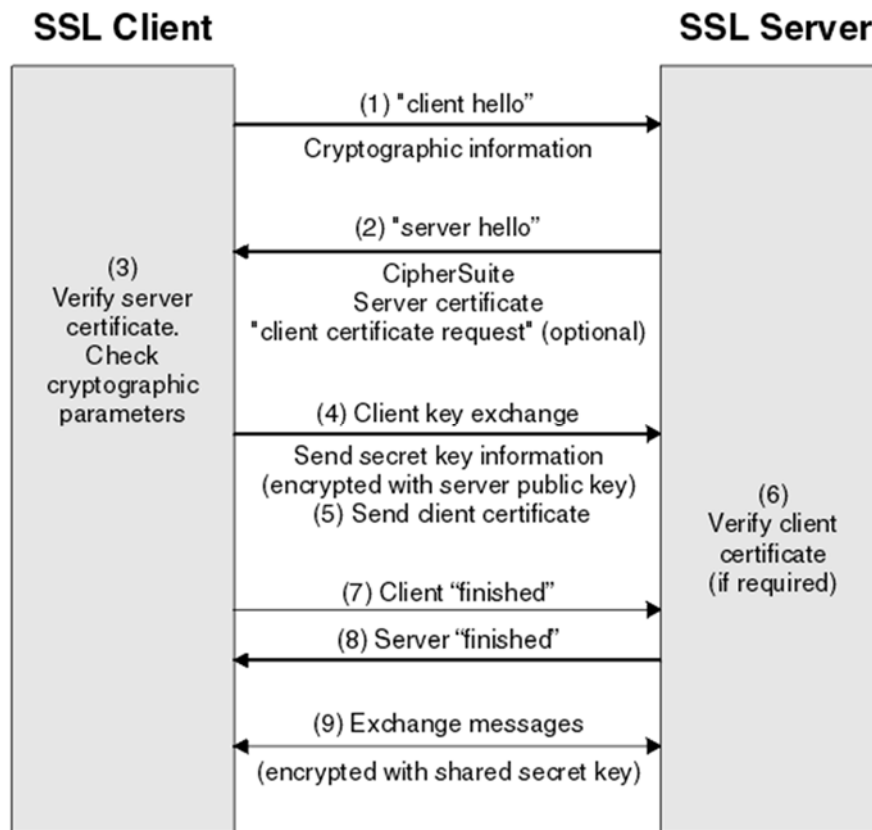 SSL Client
SSL Server
(1) "client hello”
Cryptographic information
(2) "server hello”
CipherSuite
Server certificate
"client certificate request" (optional)
(3)
Verify server
certificate.
Check
cryptographic
parameters
(4) Client key exchange
Send secret key information
(encrypted with server public key)
(5) Send client certificate
(6)
Verify client
certificate
(if required)
(7) Client “finished”
(8) Server “finished”
(9) Exchange messages
(encrypted with shared secret key)